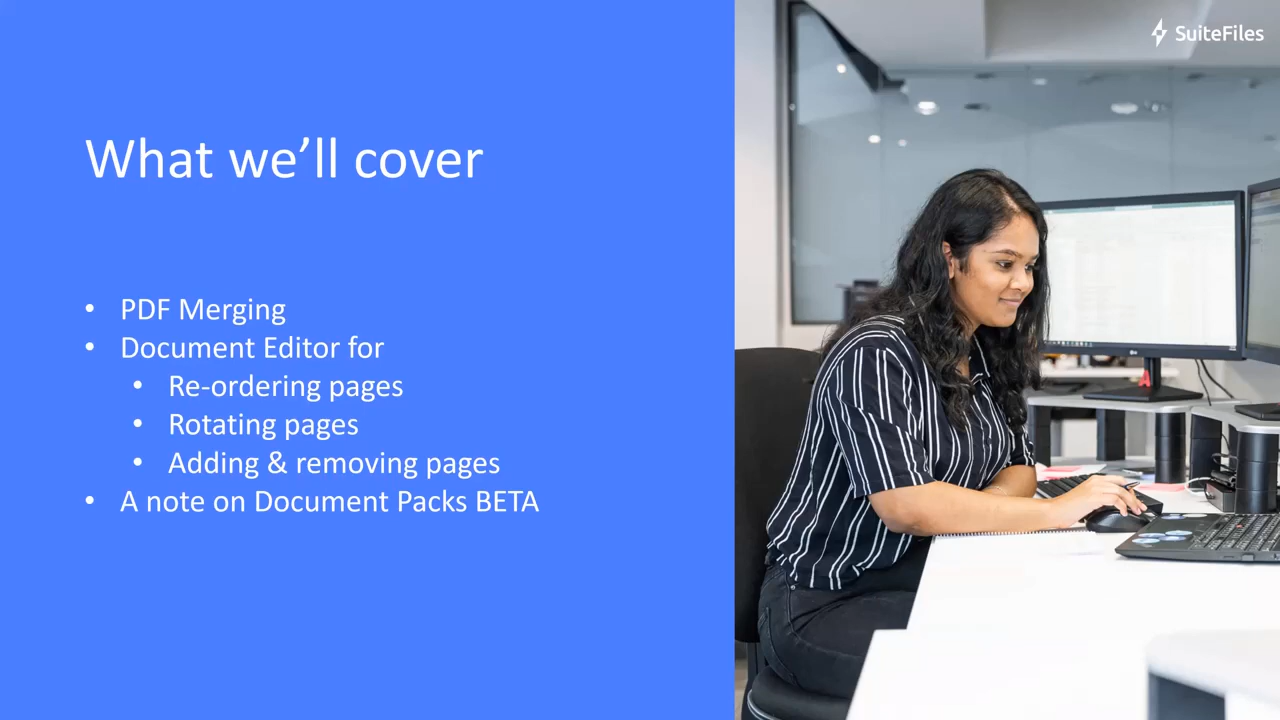 SuiteFiles
What we’ll cover
• PDF Merging
• Document Editor for
• Re-ordering pages
• Rotating pages
• Adding & removing pages
• A note on Document Packs BETA